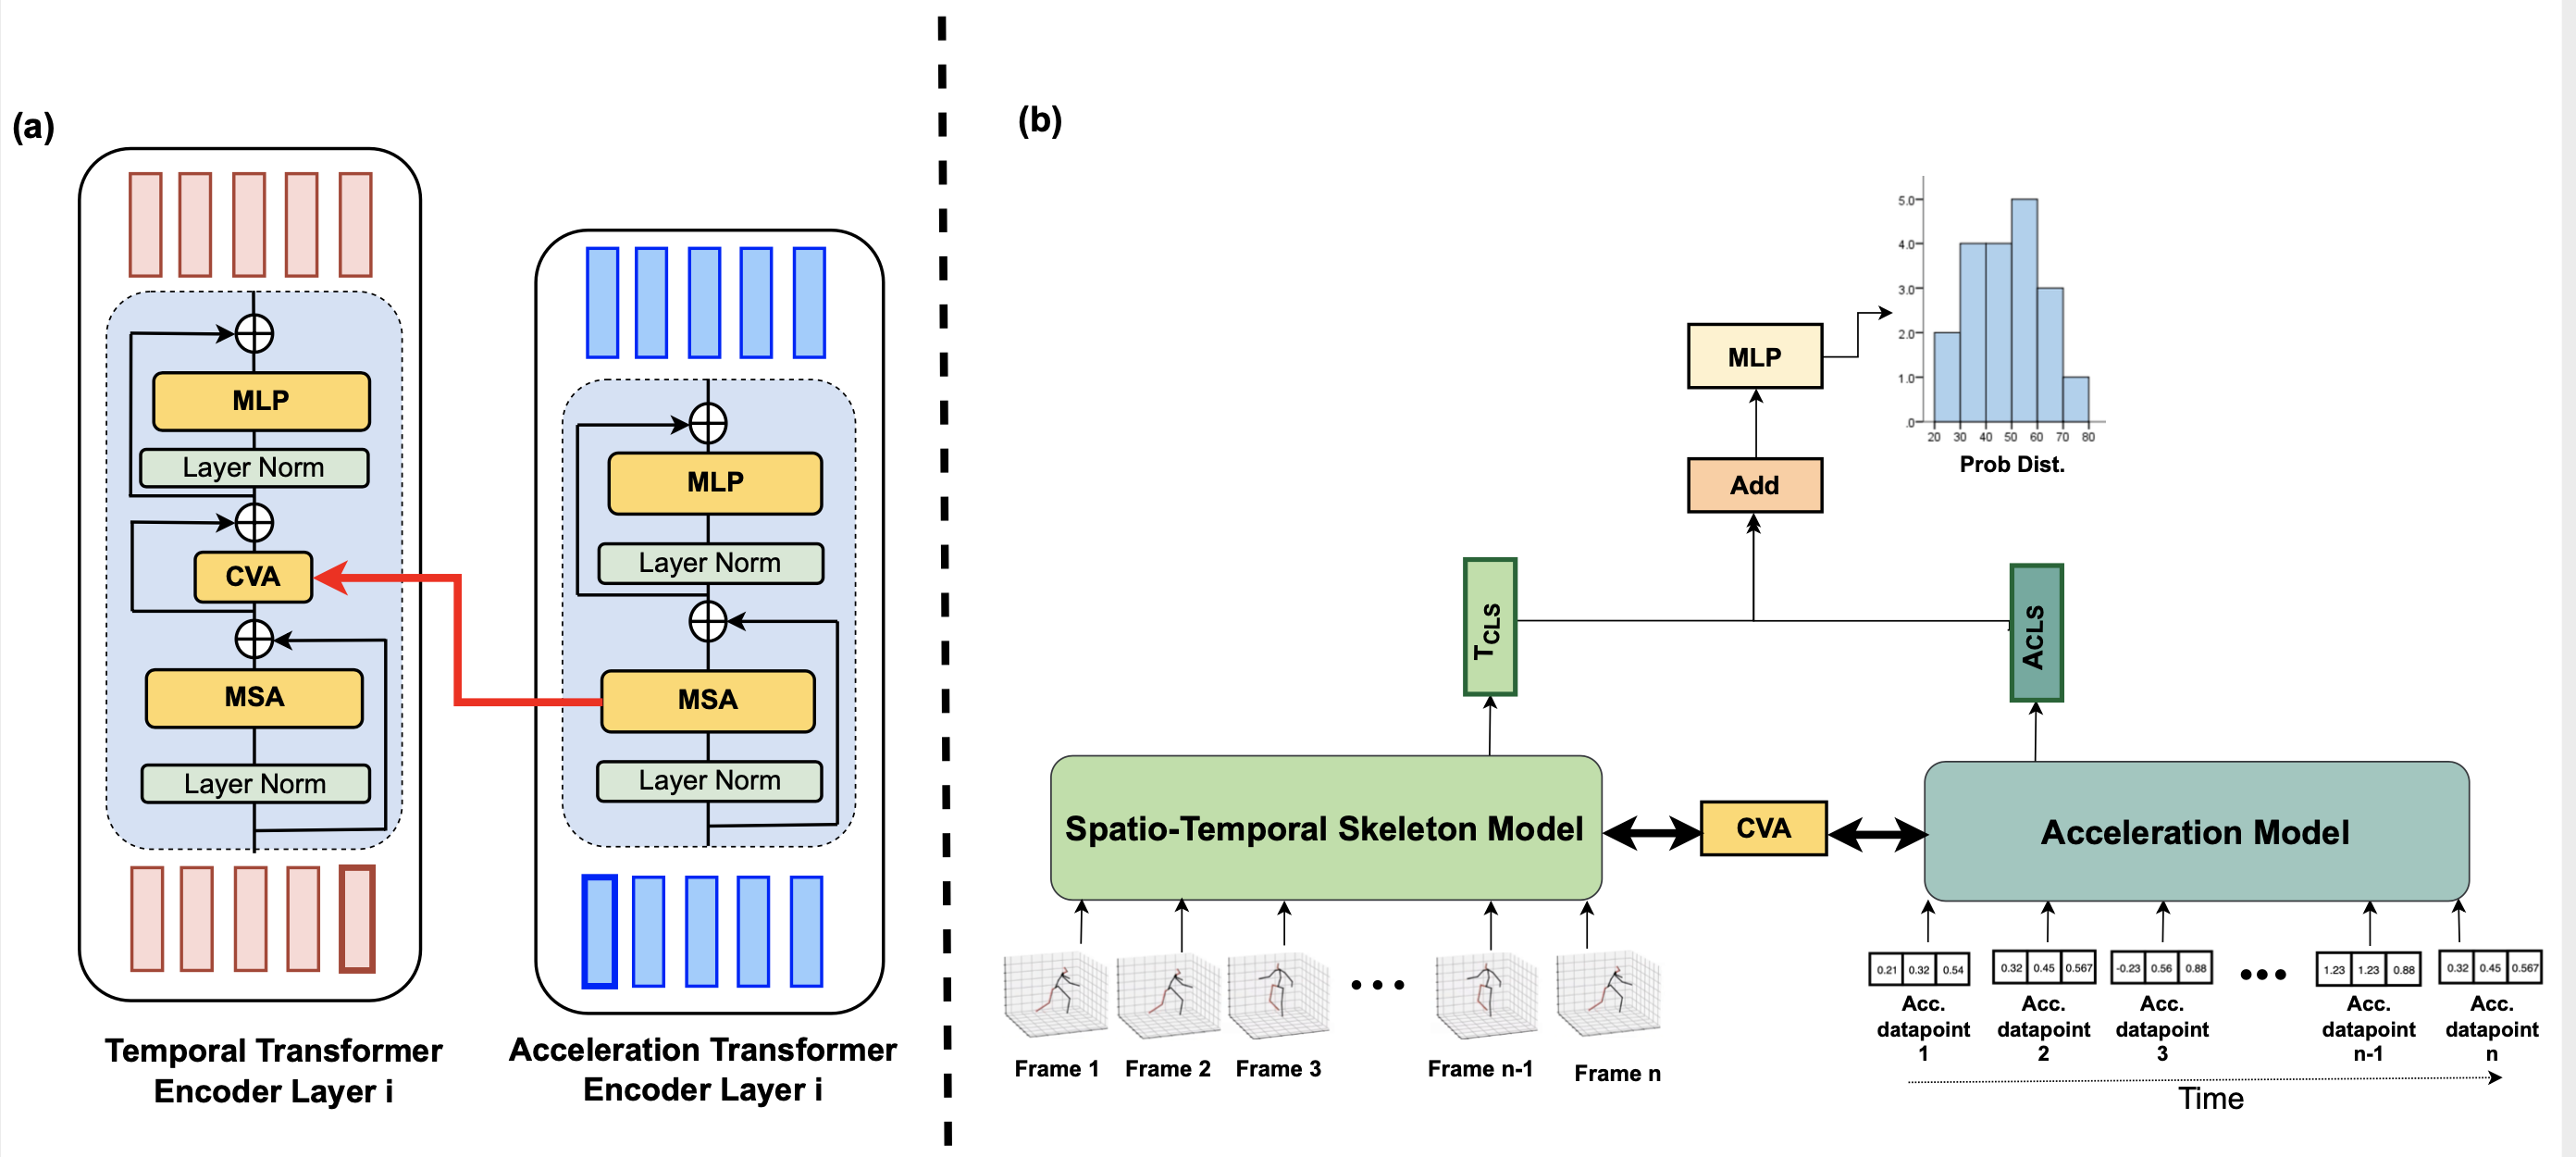 (a)
MLP
Layer Norm
CVA
MSA
Layer Norm
Temporal Transformer
Encoder Layer i
MLP
Layer Norm
MSA
Layer Norm
Acceleration Transformer
Encoder Layer i
(b)
5.0
4.0
3.0
2.0
1.0
.0
20 30 40 50 60 70 80
Prob Dist.
MLP
Add
TCLS
ACLS
Spatio-Temporal Skeleton Model
CVA
Acceleration Model
Frame 1
Frame 2
Frame 3
Frame n-1
Frame n
0.21 0.32 0.54
0.32 0.45 0.567
-0.23 0.56 0.88
1.23 1.23 0.88
0.32 0.45 0.567
Acc.
datapoint
1
Acc.
datapoint
2
Acc.
datapoint
3
Acc.
datapoint
n-1
Acc.
datapoint
n
Time